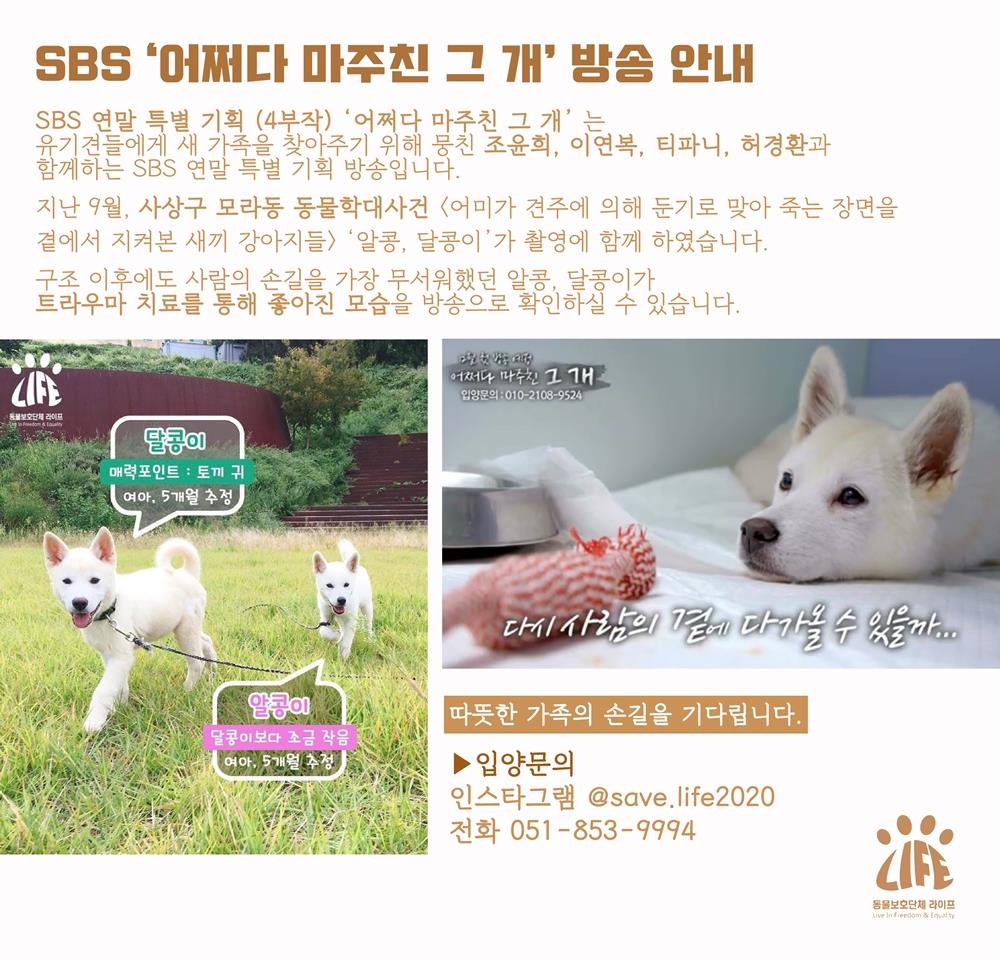 SBS ‘어쩌다 마주친 그 개’ 방송 안내
SBS 연말 특별 기획 (4부작) ‘어쩌다 마주친 그 개’ 는
유기견들에게 새 가족을 찾아주기 위해 뭉친 조윤희, 이연복, 티파니, 허경환과
함께하는 SBS 연말 특별 기획 방송입니다.
지난 9월, 사상구 모라동 동물학대사건 <어미가 견주에 의해 둔기로 맞아 죽는 장면을
곁에서 지켜본 새끼 강아지들> ‘알콩, 달콩이’가 촬영에 함께 하였습니다.
구조 이후에도 사람의 손길을 가장 무서워했던 알콩, 달콩이가
트라우마 치료를 통해 좋아진 모습을 방송으로 확인하실 수 있습니다.
LIFE
동물보호단체 라이프
Live In Freedom & Equality
달콩이
매력포인트 : 토끼 귀
여아, 5개월 추정
알콩이
달콩이보다 조금 작음
여아, 5개월 추정
어쩌다 마주친 그 개
입양문의 : 010-2108-9524
다시 사람의 곁에 다가올 수 있을까...
따뜻한 가족의 손길을 기다립니다.
▶입양문의
인스타그램 @save.life2020
전화 051-853-9994
LIFE
동물보호단체 라이프
Live In Freedom & Equality